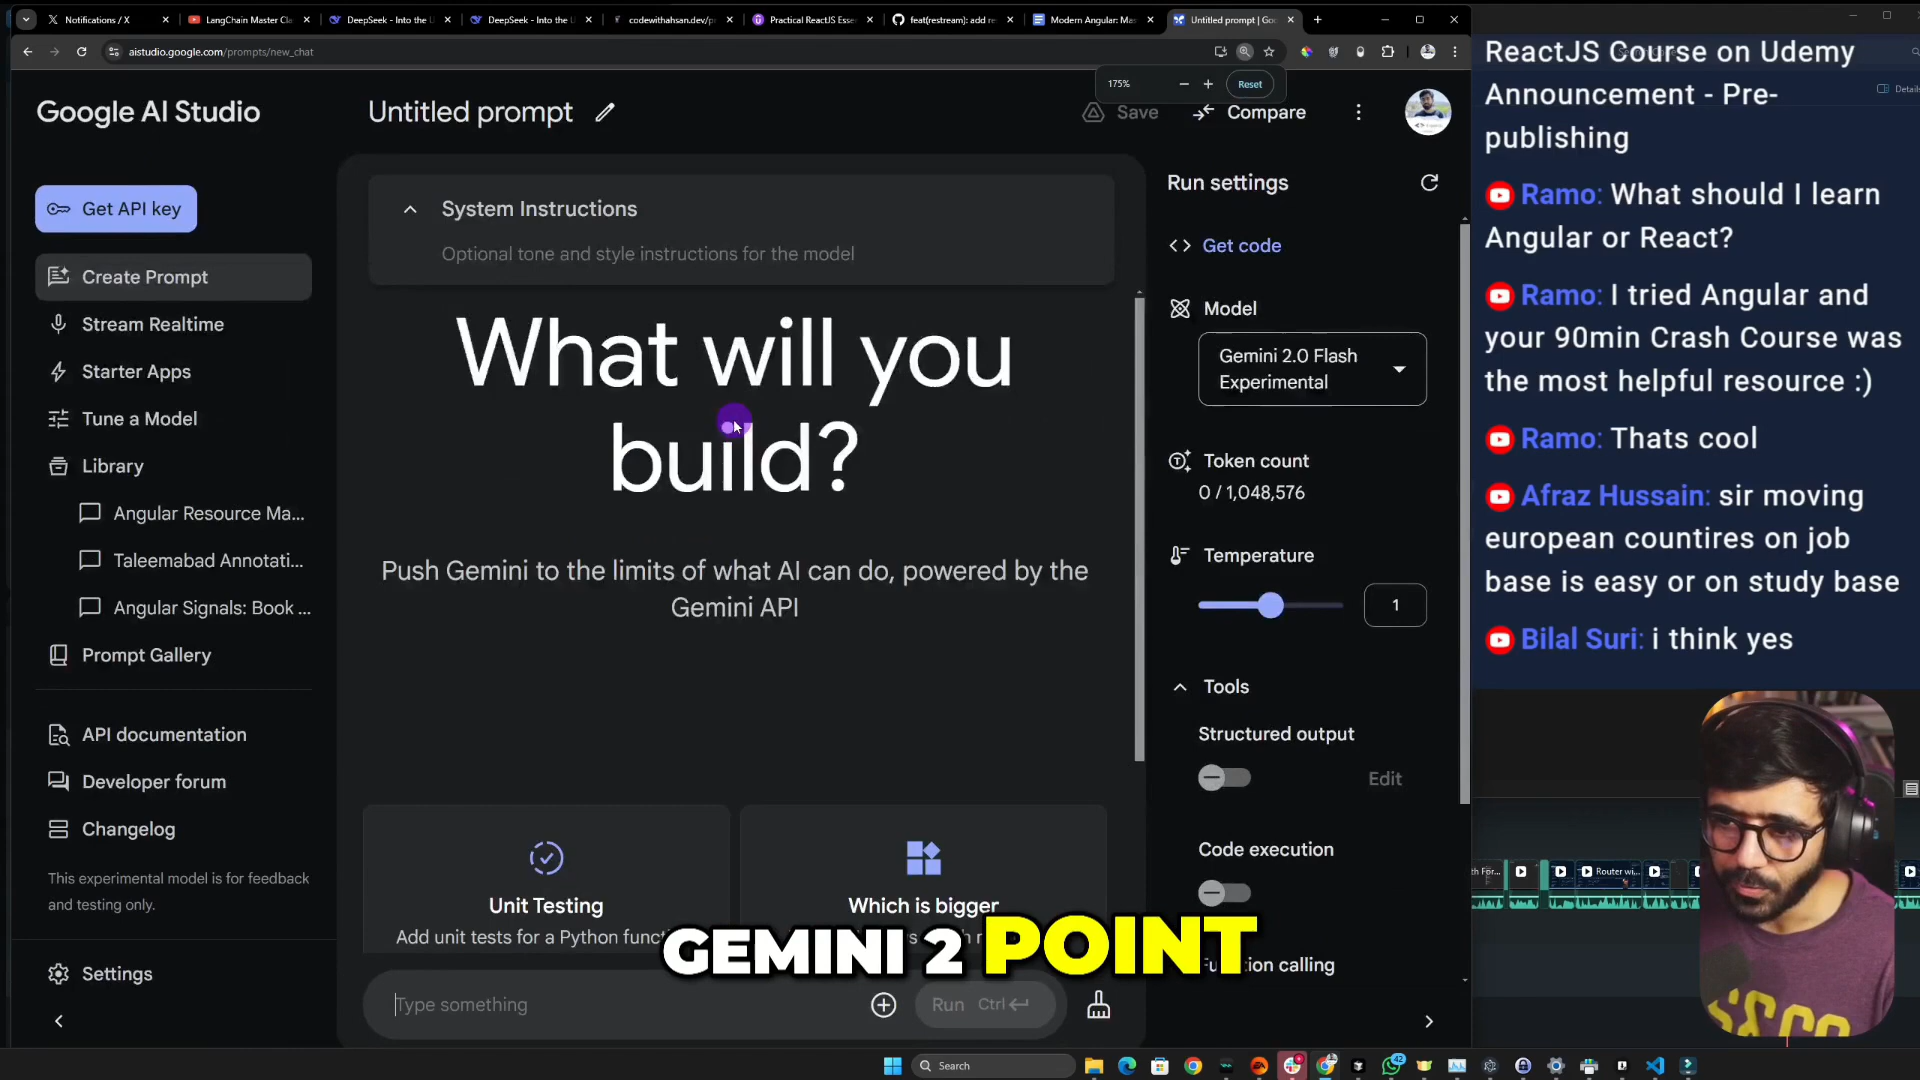 Notifications / X
LangChain Master Cla
DeepSeek - Into the U
DeepSeek - Into the U
codewithahsan.dev/p
Practical ReactJS Esse
feat(restream): add re
Modern Angular: Mas
Untitled prompt | Go
aistudio.google.com/prompts/new_chat
175%
Reset
Google AI Studio
Untitled prompt
Save
Compare
Get API key
Create Prompt
Stream Realtime
Starter Apps
Tune a Model
Library
Angular Resource Ma...
Taleemabad Annotati...
Angular Signals: Book ...
Prompt Gallery
API documentation
Developer forum
Changelog
This experimental model is for feedback
and testing only.
Settings
System Instructions
Optional tone and style instructions for the model
What will you
build?
Push Gemini to the limits of what AI can do, powered by the
Gemini API
Unit Testing
Add unit tests for a Python functi
Which is bigger
GEMINI 2 POINT
Type something
Run Ctrl
Run settings
Get code
Model
Gemini 2.0 Flash
Experimental
Token count
0 / 1,048,576
Temperature
1
Tools
Structured output
Edit
Code execution
Function calling
Details
ReactJS Course on Udemy
Announcement - Pre-
publishing
Ramo: What should I learn
Angular or React?
Ramo: I tried Angular and
your 90min Crash Course was
the most helpful resource :)
Ramo: Thats cool
Afraz Hussain: sir moving
european countires on job
base is easy or on study base
Bilal Suri: i think yes
Router wi...
Search
42